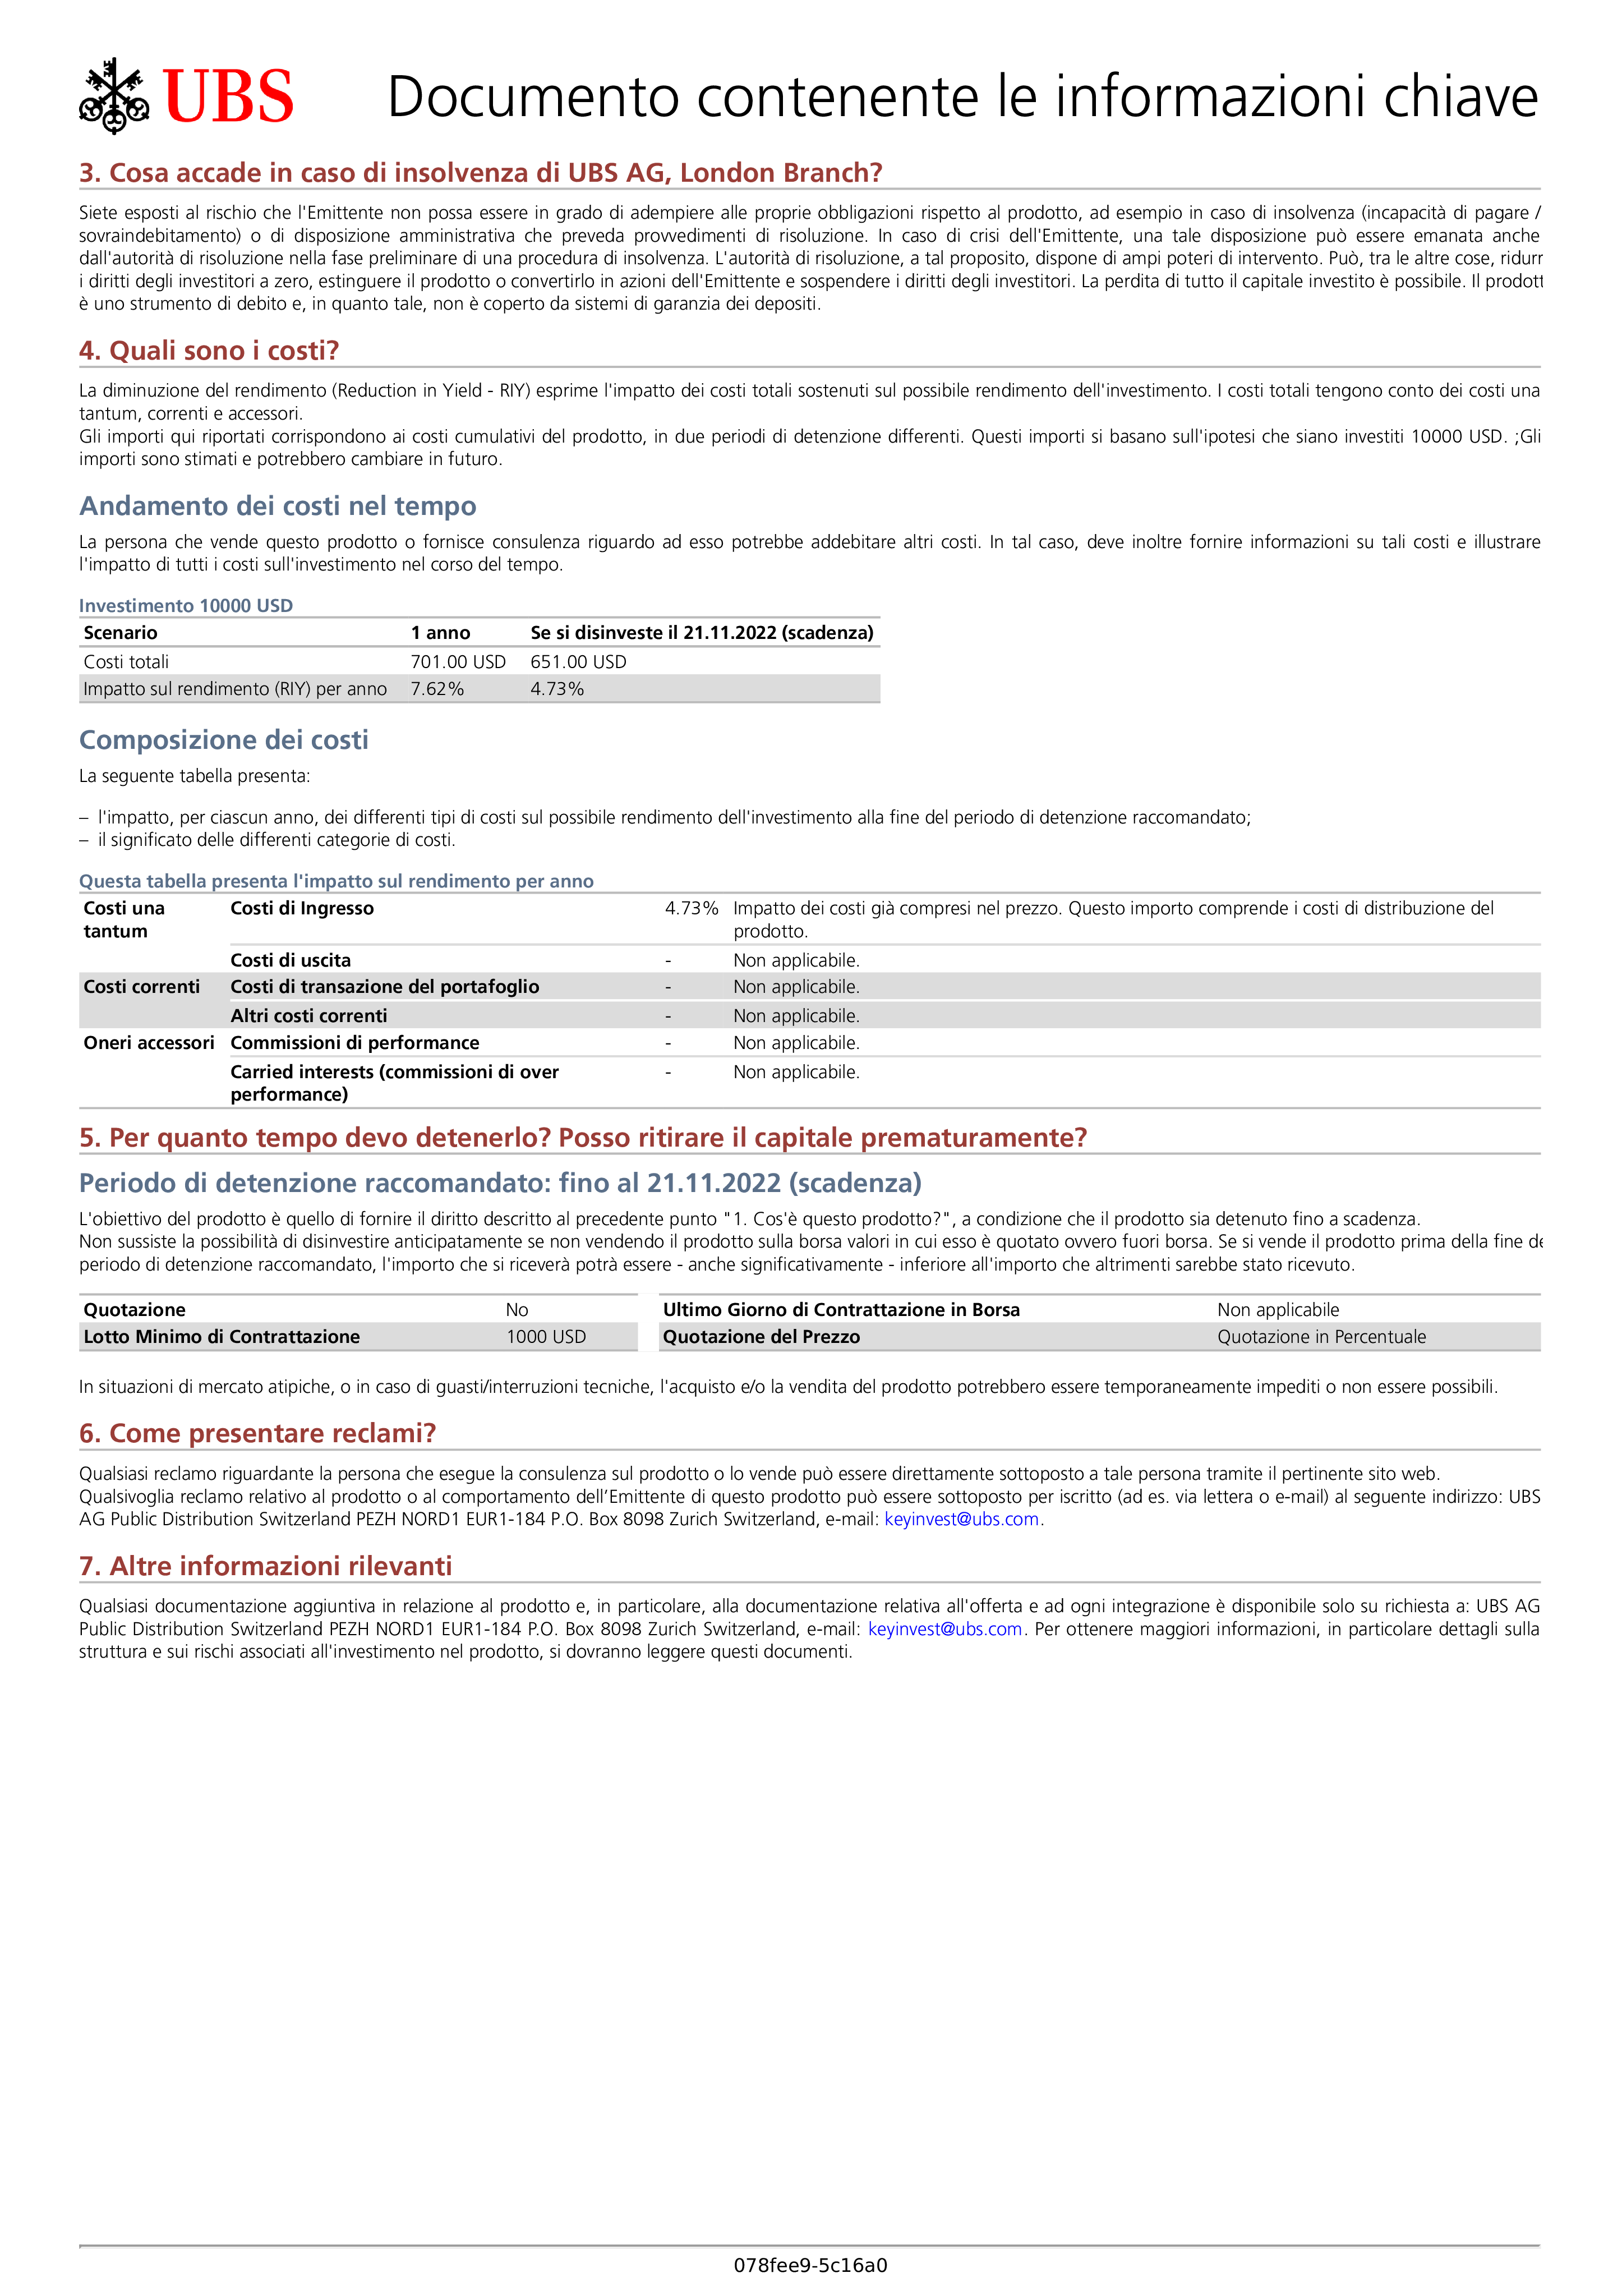 UBS
Documento contenente le informazioni chiave
3. Cosa accade in caso di insolvenza di UBS AG, London Branch?
Siete esposti al rischio che l'Emittente non possa essere in grado di adempiere alle proprie obbligazioni rispetto al prodotto, ad esempio in caso di insolvenza (incapacità di pagare /
sovraindebitamento) o di disposizione amministrativa che preveda provvedimenti di risoluzione. In caso di crisi dell'Emittente, una tale disposizione può essere emanata anche
dall'autorità di risoluzione nella fase preliminare di una procedura di insolvenza. L'autorità di risoluzione, a tal proposito, dispone di ampi poteri di intervento. Può, tra le altre cose, ridurr
i diritti degli investitori a zero, estinguere il prodotto o convertirlo in azioni dell'Emittente e sospendere i diritti degli investitori. La perdita di tutto il capitale investito è possibile. Il prodott
è uno strumento di debito e, in quanto tale, non è coperto da sistemi di garanzia dei depositi.
4. Quali sono i costi?
La diminuzione del rendimento (Reduction in Yield - RIY) esprime l'impatto dei costi totali sostenuti sul possibile rendimento dell'investimento. I costi totali tengono conto dei costi una
tantum, correnti e accessori.
Gli importi qui riportati corrispondono ai costi cumulativi del prodotto, in due periodi di detenzione differenti. Questi importi si basano sull'ipotesi che siano investiti 10000 USD. ;Gli
importi sono stimati e potrebbero cambiare in futuro.
Andamento dei costi nel tempo
La persona che vende questo prodotto o fornisce consulenza riguardo ad esso potrebbe addebitare altri costi. In tal caso, deve inoltre fornire informazioni su tali costi e illustrare
l'impatto di tutti i costi sull'investimento nel corso del tempo.
Investimento 10000 USD
Scenario 1 anno Se si disinveste il 21.11.2022 (scadenza)
Costi totali 701.00 USD 651.00 USD
Impatto sul rendimento (RIY) per anno 7.62% 4.73%
Composizione dei costi
La seguente tabella presenta:
– l'impatto, per ciascun anno, dei differenti tipi di costi sul possibile rendimento dell'investimento alla fine del periodo di detenzione raccomandato;
– il significato delle differenti categorie di costi.
Questa tabella presenta l'impatto sul rendimento per anno
Costi una Costi di Ingresso 4.73% Impatto dei costi già compresi nel prezzo. Questo importo comprende i costi di distribuzione del
tantum prodotto.
Costi di uscita - Non applicabile.
Costi correnti Costi di transazione del portafoglio - Non applicabile.
Altri costi correnti - Non applicabile.
Oneri accessori Commissioni di performance - Non applicabile.
Carried interests (commissioni di over - Non applicabile.
performance)
5. Per quanto tempo devo detenerlo? Posso ritirare il capitale prematuramente?
Periodo di detenzione raccomandato: fino al 21.11.2022 (scadenza)
L'obiettivo del prodotto è quello di fornire il diritto descritto al precedente punto "1. Cos'è questo prodotto?", a condizione che il prodotto sia detenuto fino a scadenza.
Non sussiste la possibilità di disinvestire anticipatamente se non vendendo il prodotto sulla borsa valori in cui esso è quotato ovvero fuori borsa. Se si vende il prodotto prima della fine de
periodo di detenzione raccomandato, l'importo che si riceverà potrà essere - anche significativamente - inferiore all'importo che altrimenti sarebbe stato ricevuto.
Quotazione No Ultimo Giorno di Contrattazione in Borsa Non applicabile
Lotto Minimo di Contrattazione 1000 USD Quotazione del Prezzo Quotazione in Percentuale
In situazioni di mercato atipiche, o in caso di guasti/interruzioni tecniche, l'acquisto e/o la vendita del prodotto potrebbero essere temporaneamente impediti o non essere possibili.
6. Come presentare reclami?
Qualsiasi reclamo riguardante la persona che esegue la consulenza sul prodotto o lo vende può essere direttamente sottoposto a tale persona tramite il pertinente sito web.
Qualsivoglia reclamo relativo al prodotto o al comportamento dell’Emittente di questo prodotto può essere sottoposto per iscritto (ad es. via lettera o e-mail) al seguente indirizzo: UBS
AG Public Distribution Switzerland PEZH NORD1 EUR1-184 P.O. Box 8098 Zurich Switzerland, e-mail: keyinvest@ubs.com.
7. Altre informazioni rilevanti
Qualsiasi documentazione aggiuntiva in relazione al prodotto e, in particolare, alla documentazione relativa all'offerta e ad ogni integrazione è disponibile solo su richiesta a: UBS AG
Public Distribution Switzerland PEZH NORD1 EUR1-184 P.O. Box 8098 Zurich Switzerland, e-mail: keyinvest@ubs.com. Per ottenere maggiori informazioni, in particolare dettagli sulla
struttura e sui rischi associati all'investimento nel prodotto, si dovranno leggere questi documenti.
078fee9-5c16a0